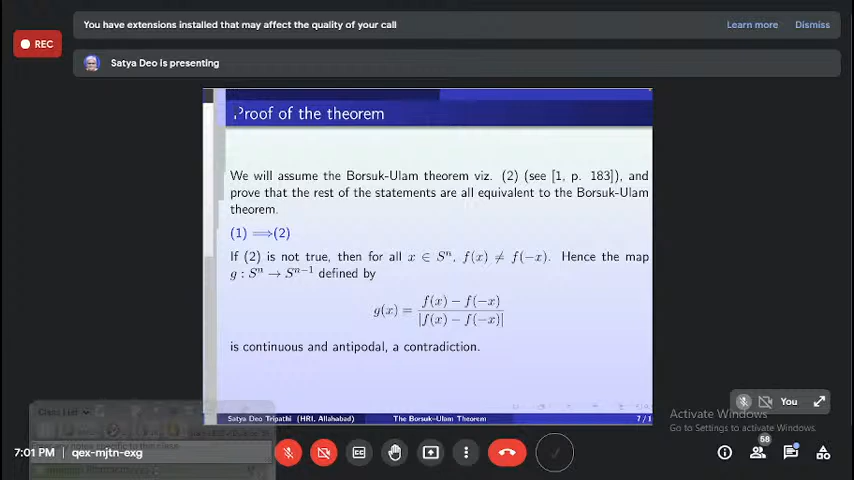 You have extensions installed that may affect the quality of your call
Learn more
Dismiss
REC
Satya Deo is presenting
Proof of the theorem
We will assume the Borsuk-Ulam theorem viz. (2) (see [1, p. 183]), and
prove that the rest of the statements are all equivalent to the Borsuk-Ulam
theorem.
(1) ⟹(2)
If (2) is not true, then for all x ∈ Sⁿ, f(x) ≠ f(−x). Hence the map
g : Sⁿ → Sⁿ⁻¹ defined by
g(x) = (f(x) − f(−x)) / |f(x) − f(−x)|
is continuous and antipodal, a contradiction.
Satya Deo Tripathi (HRI, Allahabad)
The Borsuk–Ulam Theorem
7 / 1
You
Activate Windows
Go to Settings to activate Windows.
Class List
7:01 PM
qex-mjtn-exg
58